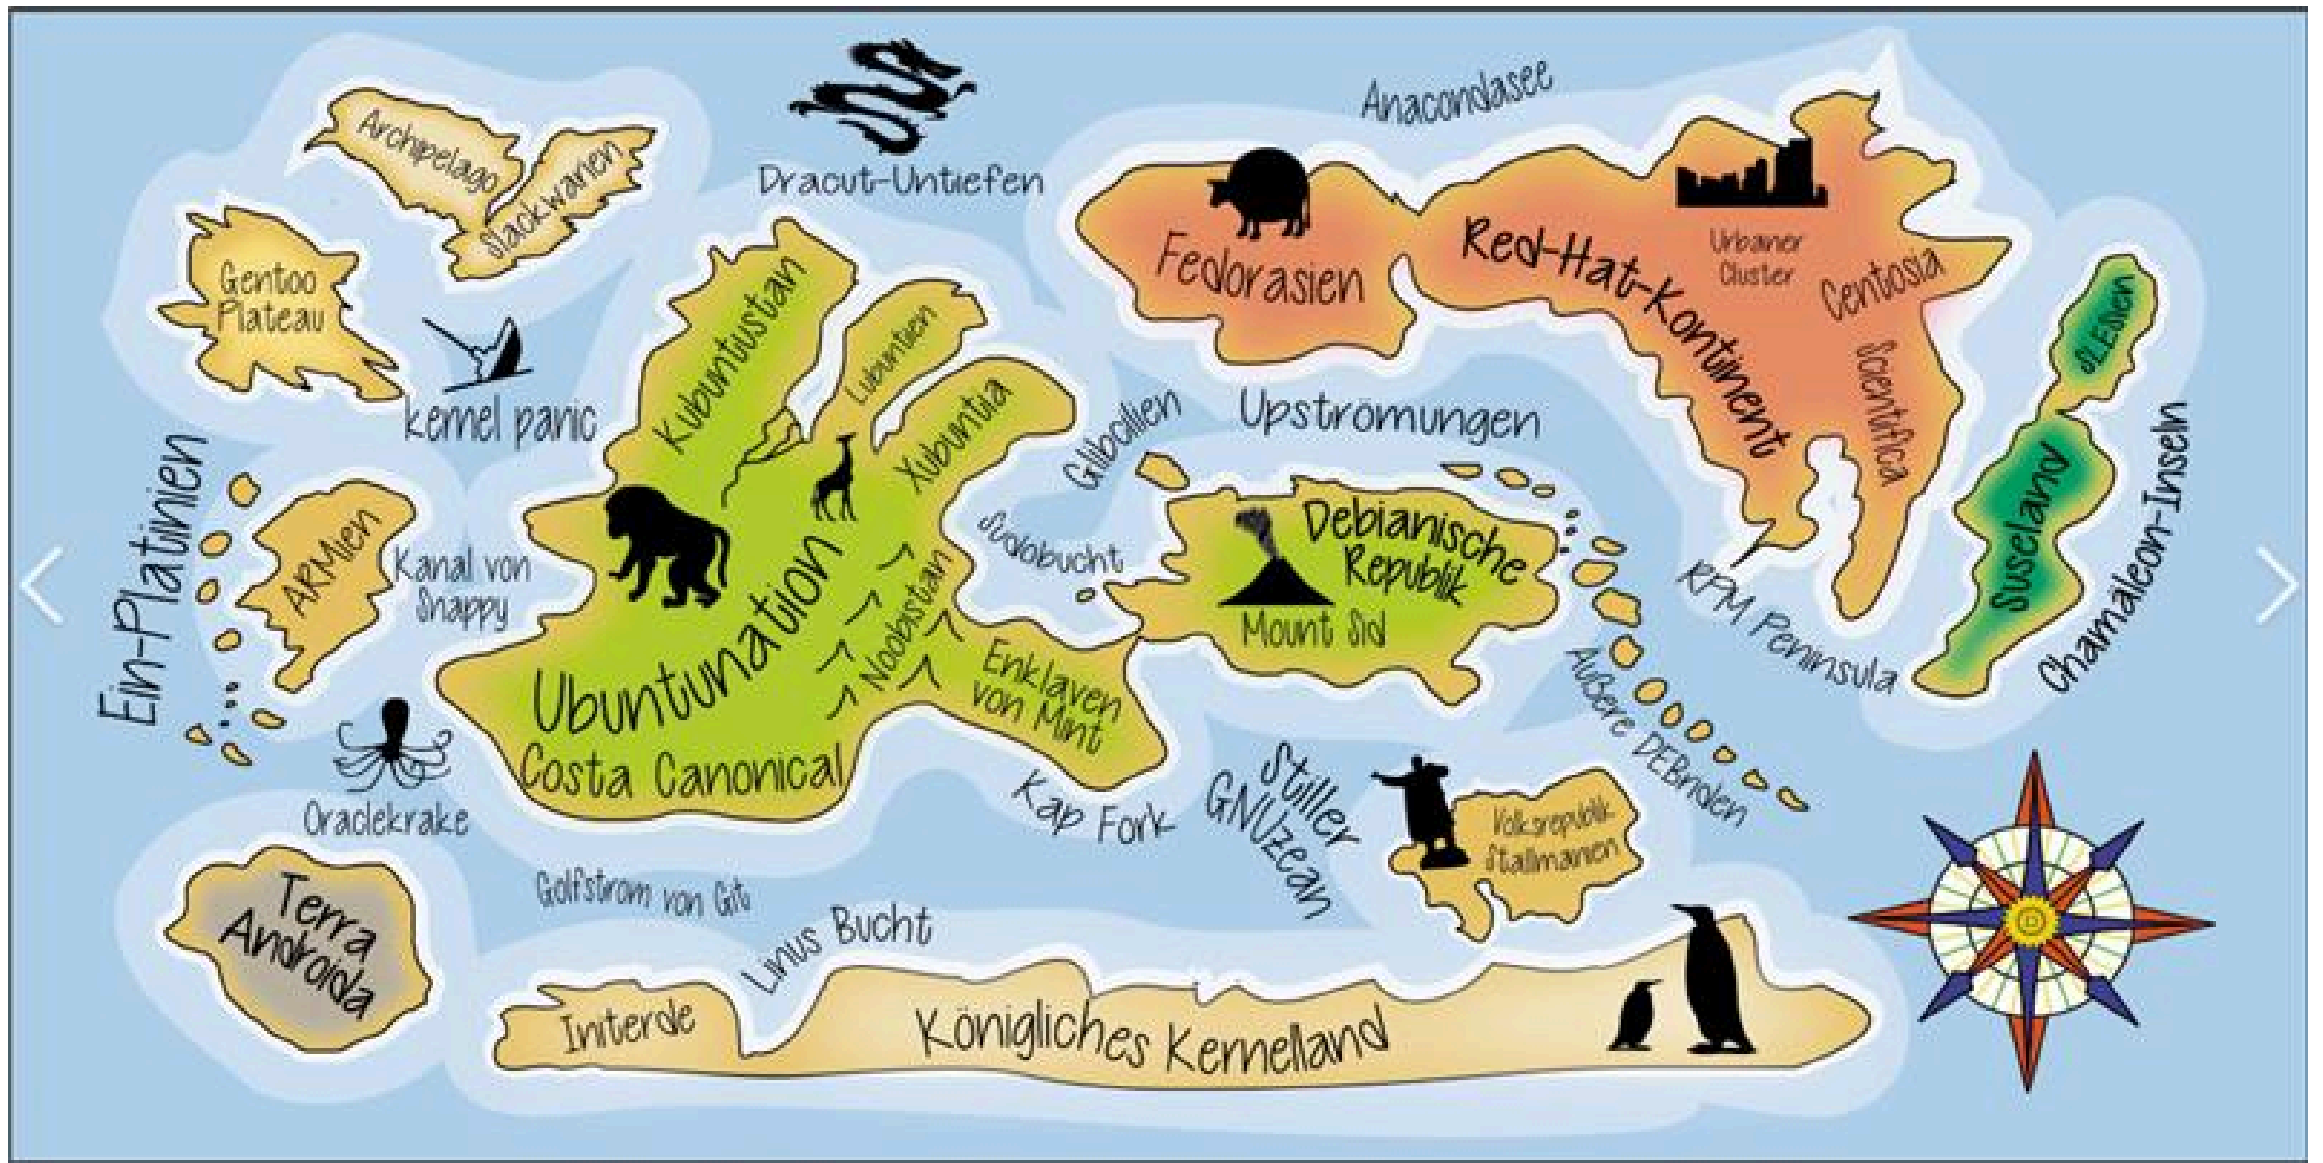 Anacondasee
Archipelago
Slackwarien
Dracut-Untiefen
Gentoo
Plateau
Fedorasien
Red-Hat-Kontinent
Urbaner
Cluster
Centosia
Scientifica
SLESien
Kubuntustan
Lubuntien
Xubuntia
kernel panic
Glibcilien
Upströmungen
Ein-Platinien
ARMien
Kanal von
Snappy
Sudobucht
Debianische
Republik
Mount Sid
Suseland
Chamäleon-Inseln
RPM Peninsula
Ubuntunation
Noobistan
Enklaven
von Mint
Costa Canonical
Äußere DEBriden
Oraclekrake
Kap Fork
Stiller
GNUzean
Volksrepublik
Stallmanien
Terra
Androida
Golfstrom von Git
Linus Bucht
Initerde
Königliches Kernelland